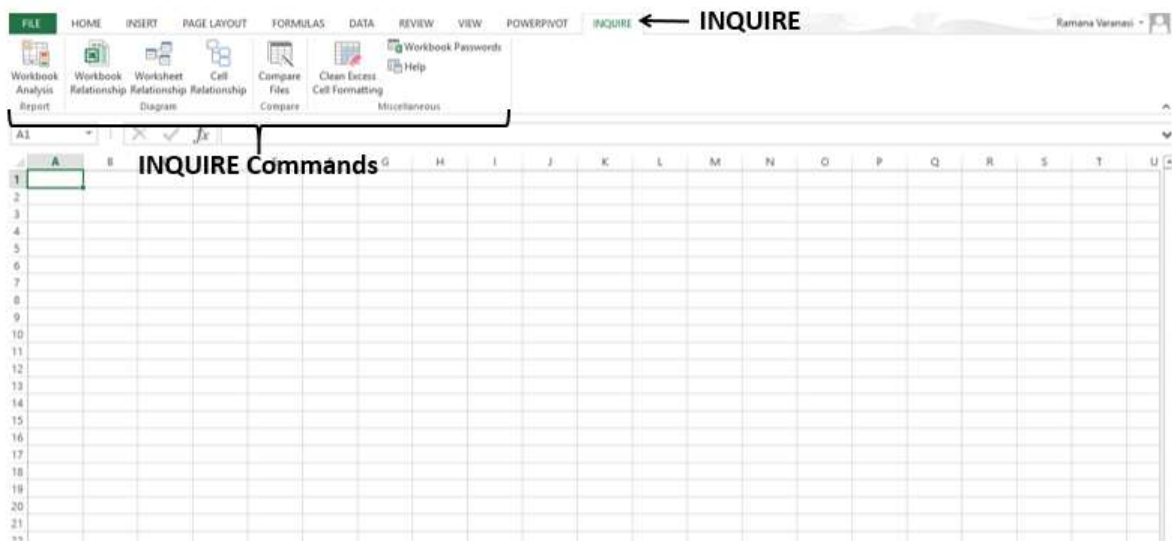 FILE HOME INSERT PAGE LAYOUT FORMULAS DATA REVIEW VIEW POWERPIVOT INQUIRE INQUIRE Ramana Varanasi
Workbook Passwords
Help
Workbook Workbook Worksheet Cell Compare Clean Excess
Analysis Relationship Relationship Relationship Files Cell Formatting
Report Diagram Compare Miscellaneous
A1 fx
INQUIRE Commands
A B G H I J K L M N O P Q R S T U
1
2
3
4
5
6
7
8
9
10
11
12
13
14
15
16
17
18
19
20
21
22